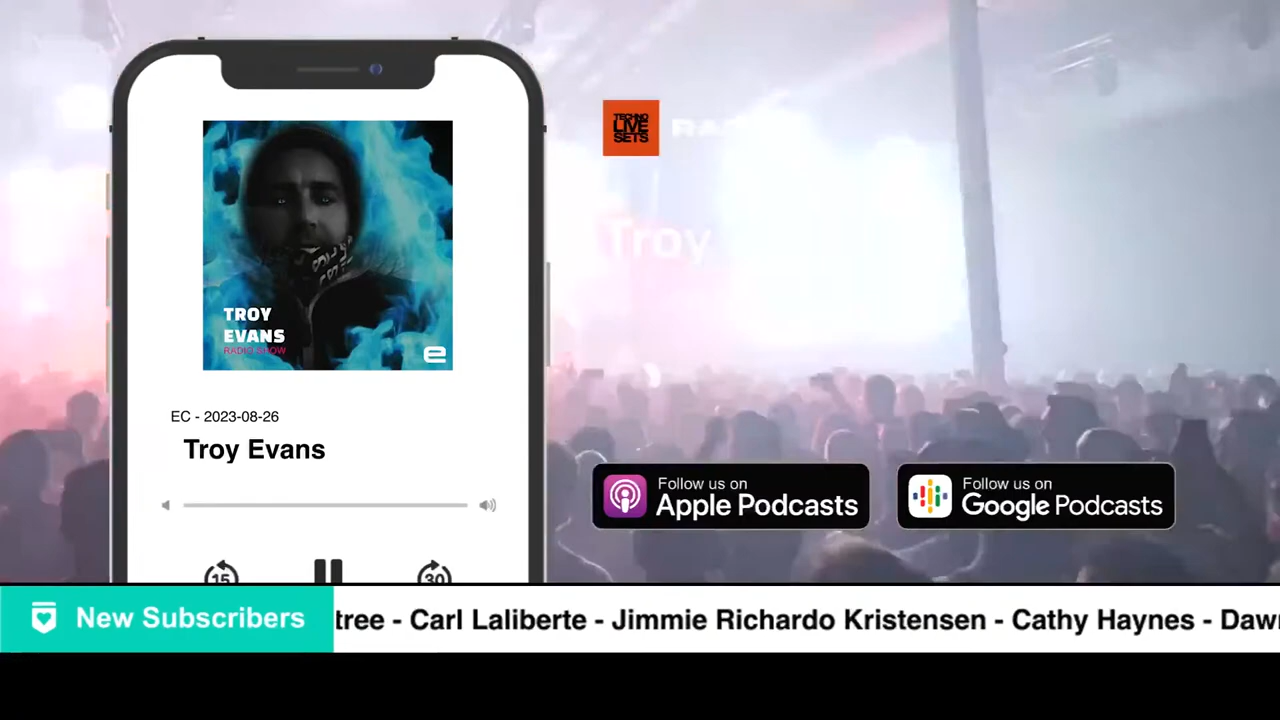 TROY
EVANS
RADIO SHOW
e
EC - 2023-08-26
Troy Evans
15
30
TECHNO
LIVE
SETS
Troy
Follow us on
Apple Podcasts
Follow us on
Google Podcasts
New Subscribers
tree - Carl Laliberte - Jimmie Richardo Kristensen - Cathy Haynes - Daw